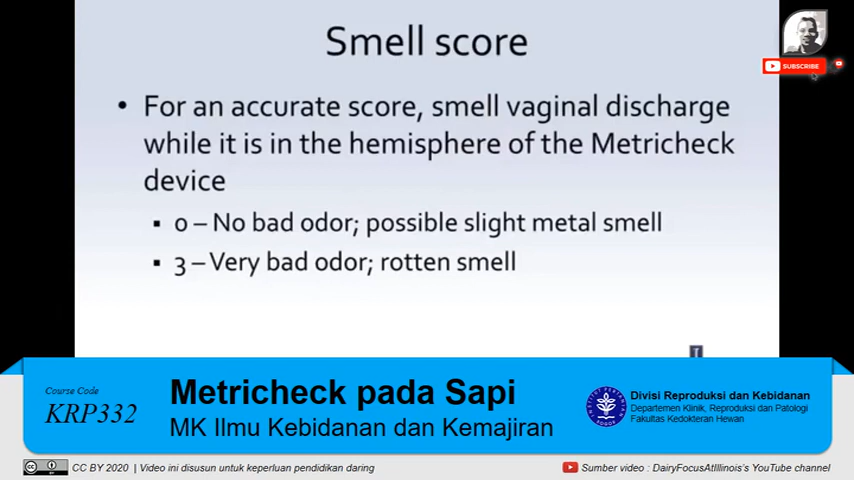 Smell score
SUBSCRIBE
• For an accurate score, smell vaginal discharge
while it is in the hemisphere of the Metricheck
device
▪ 0 – No bad odor; possible slight metal smell
▪ 3 – Very bad odor; rotten smell
I
Course Code
KRP332
Metricheck pada Sapi
MK Ilmu Kebidanan dan Kemajiran
INSTITUT PERTANIAN
BOGOR
Divisi Reproduksi dan Kebidanan
Departemen Klinik, Reproduksi dan Patologi
Fakultas Kedokteran Hewan
CC BY 2020 | Video ini disusun untuk keperluan pendidikan daring
Sumber video : DairyFocusAtIllinois's YouTube channel